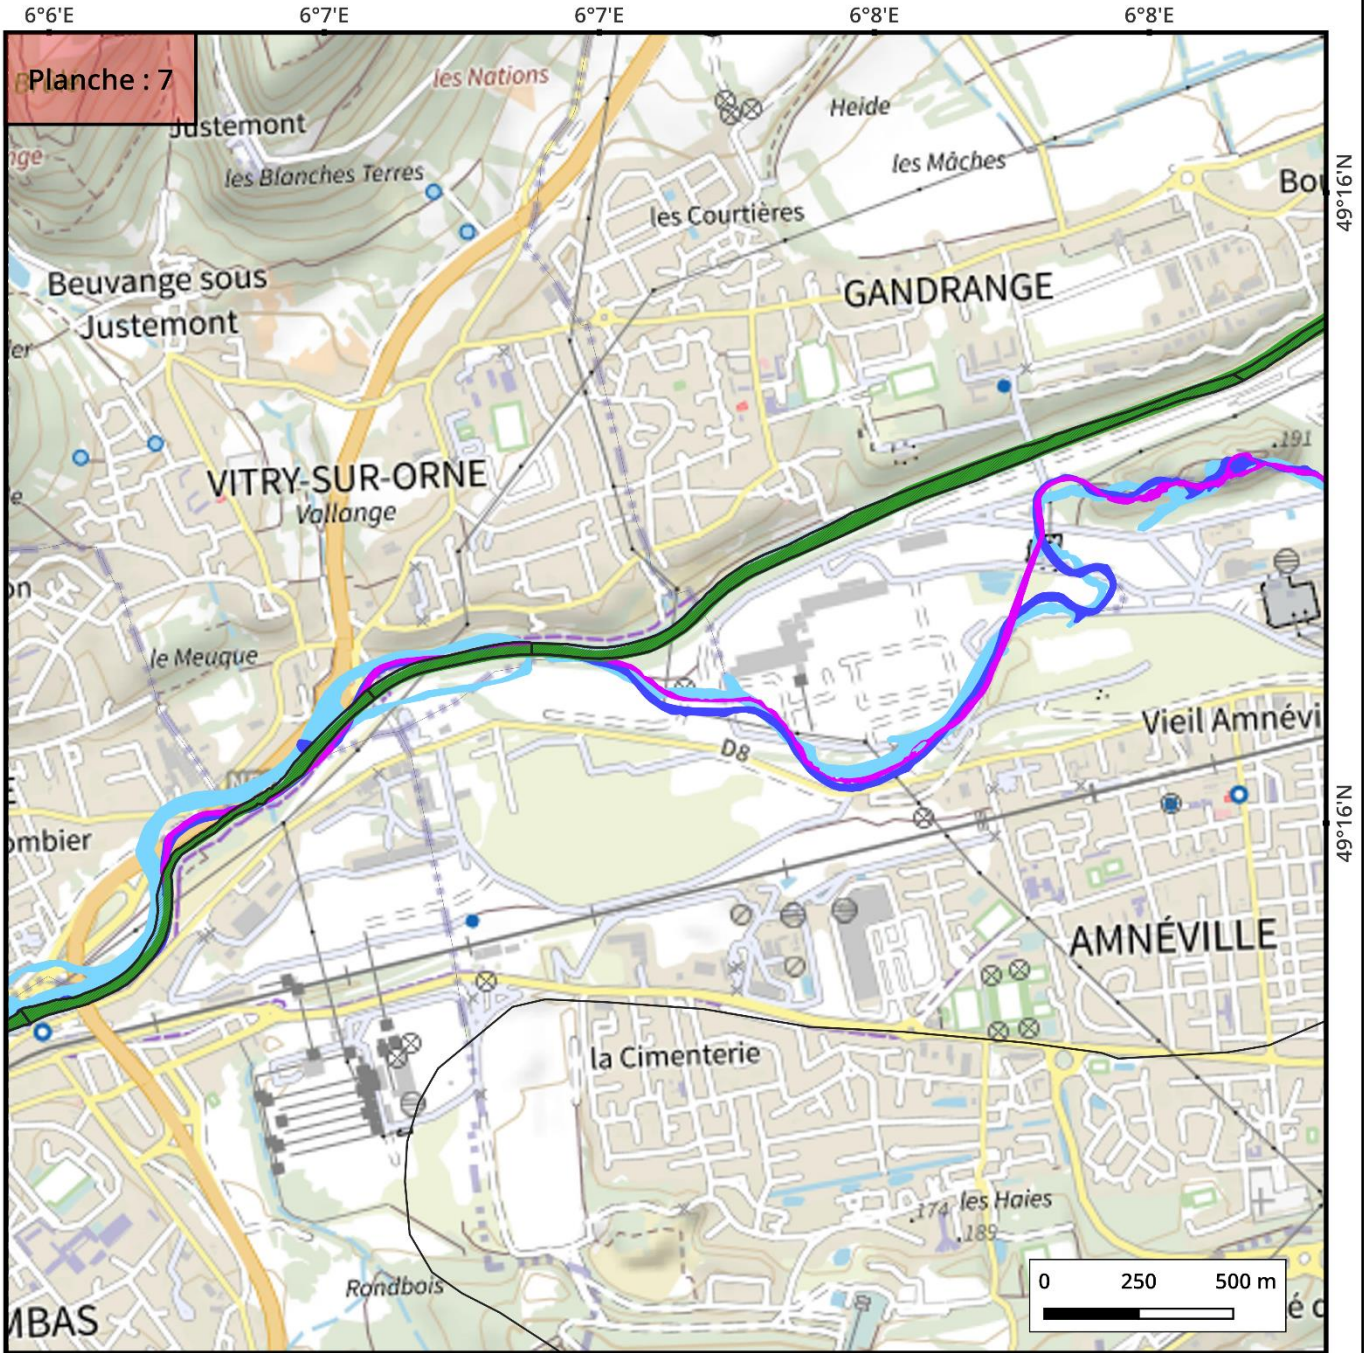 6°6'E 6°7'E 6°7'E 6°8'E 6°8'E
Planche : 7
les Nations
Justemont
Heide
les Blanches Terres
les Mâches
49°16'N
les Courtières
Beuvange sous
Justemont
GANDRANGE
.191
VITRY-SUR-ORNE
Vallange
le Meuque
Vieil Amnévi
D8
ombier
49°16'N
AMNÉVILLE
la Cimenterie
les Haies
.174
.189
Rondbois
0 250 500 m
MBAS
é d